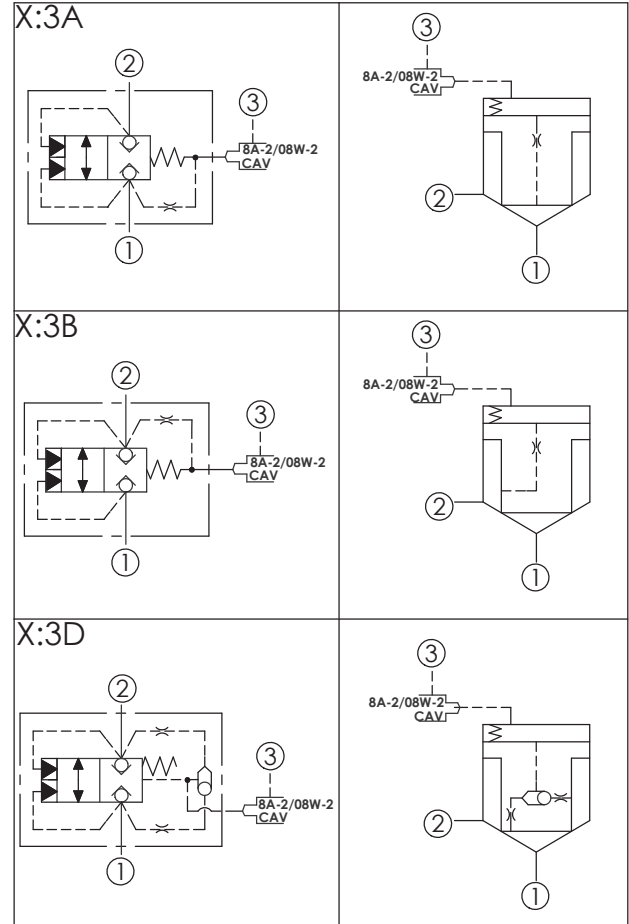 X:3A
②
③
8A-2/08W-2
CAV
①
③
8A-2/08W-2
CAV
②
①
X:3B
②
③
8A-2/08W-2
CAV
①
③
8A-2/08W-2
CAV
②
①
X:3D
②
③
8A-2/08W-2
CAV
①
③
8A-2/08W-2
CAV
②
①